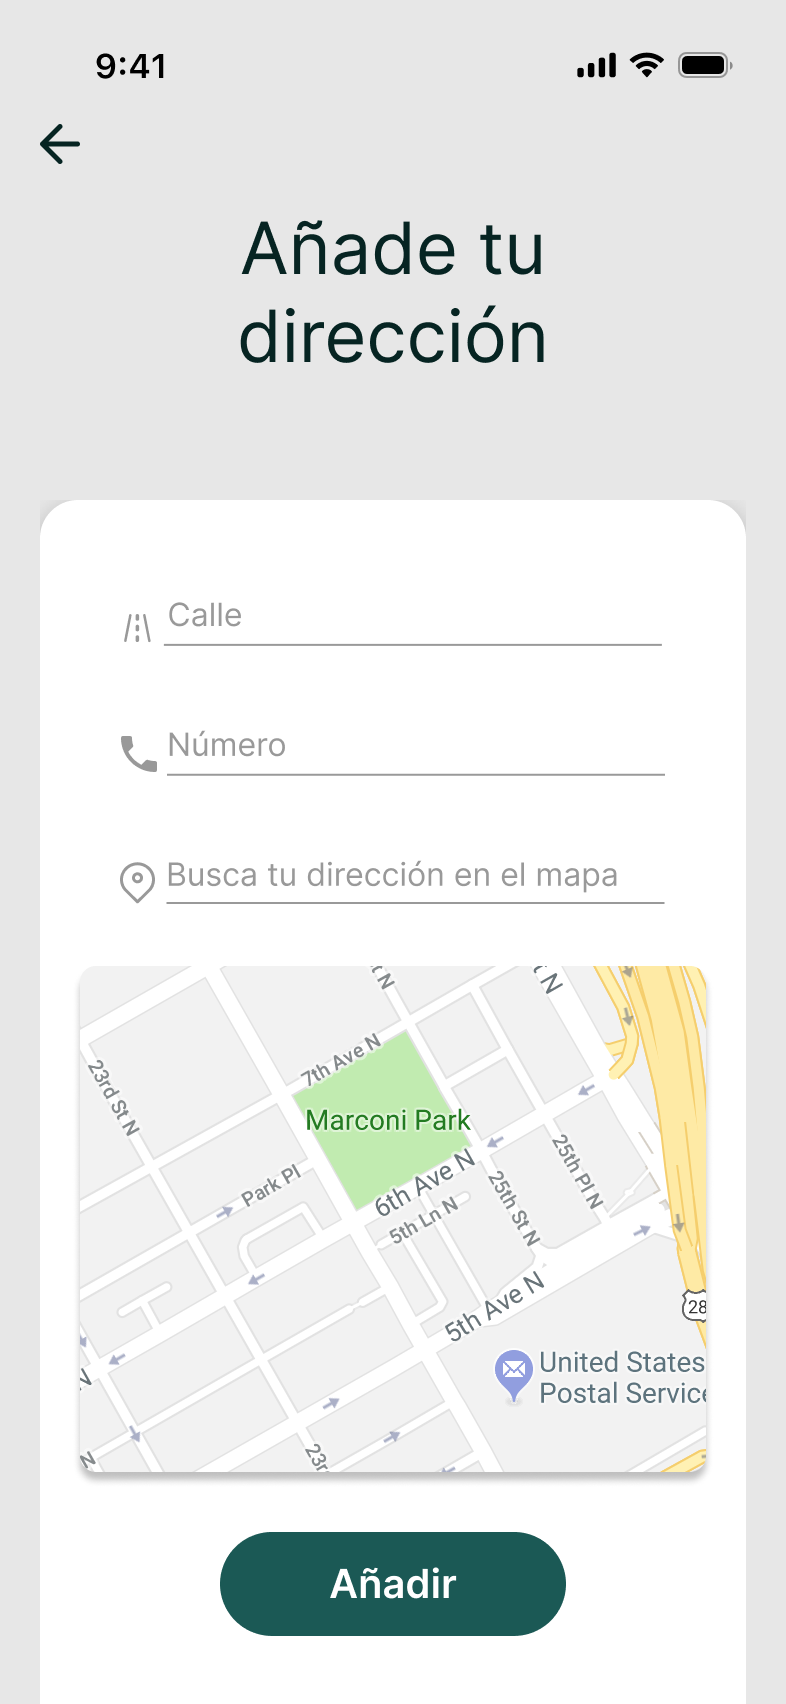 9:41
Añade tu
dirección
Calle
Número
Busca tu dirección en el mapa
t N
t N
7th Ave N
23rd St N
Marconi Park
6th Ave N
Park Pl
25th Pl N
25th St N
5th Ln N
5th Ave N
28
United States
Postal Service
N
N
23r
Añadir